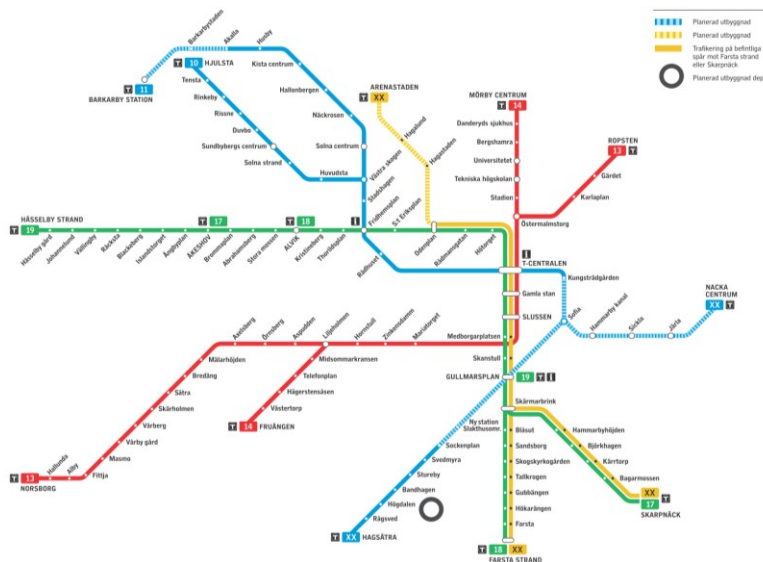 Planerad utbyggnad
Planerad utbyggnad
Trafikering på befintliga
spår mot Farsta strand
eller Skarpnäck
Planerad utbyggnad dep
Barkarbystaden
Akalla
Husby
T 10 HJULSTA
Kista centrum
T 11
BARKARBY STATION
Tensta
Hallonbergen
Rinkeby
Rissne
Näckrosen
Duvbo
Sundbybergs centrum
Solna centrum
Solna strand
Huvudsta
Västra skogen
Stadshagen
Fridhemsplan
ARENASTADEN
T XX
Hagalund
Hagastaden
MÖRBY CENTRUM
T 14
Danderyds sjukhus
Bergshamra
Universitetet
Tekniska högskolan
Stadion
Östermalmstorg
ROPSTEN
13 T
Gärdet
Karlaplan
HÄSSELBY STRAND
T 19
Hässelby gård
Johannelund
Vällingby
Råcksta
Blackeberg
Islandstorget
Ängbyplan
T 17
ÅKESHOV
Brommaplan
Abrahamsberg
Stora mossen
T 18
ALVIK
Kristineberg
Thorildsplan
i
S:t Eriksplan
Odenplan
Rådmansgatan
Hötorget
Rådhuset
i
T-CENTRALEN
Kungsträdgården
Gamla stan
SLUSSEN
Sofia
Hammarby kanal
Sickla
Järla
NACKA
CENTRUM
XX T
Medborgarplatsen
Skanstull
GULLMARSPLAN
19 T i
Skärmarbrink
Axelsberg
Örnsberg
Aspudden
Liljeholmen
Hornstull
Zinkensdamm
Mariatorget
Mälarhöjden
Bredäng
Sätra
Skärholmen
Vårberg
Vårby gård
Masmo
Fittja
Alby
Hallunda
T 13
NORSBORG
Midsommarkransen
Telefonplan
Hägerstensåsen
Västertorp
T 14 FRUÄNGEN
Ny station
Slakthusomr.
Sockenplan
Svedmyra
Stureby
Bandhagen
Högdalen
Rågsved
T XX HAGSÄTRA
Blåsut
Sandsborg
Skogskyrkogården
Tallkrogen
Gubbängen
Hökarängen
Farsta
T 18 XX
FARSTA STRAND
Hammarbyhöjden
Björkhagen
Kärrtorp
Bagarmossen
XX
17 T
SKARPNÄCK